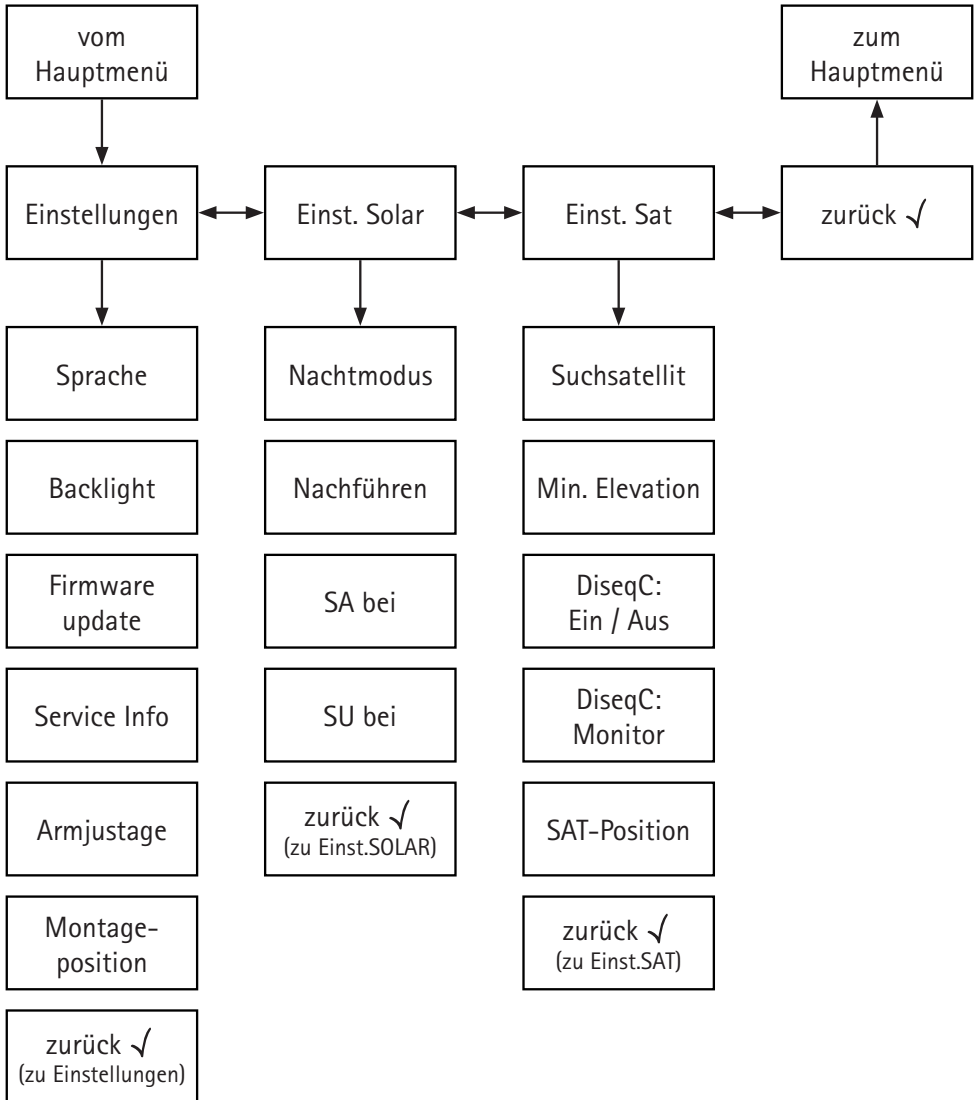 vom
Hauptmenü
zum
Hauptmenü
Einstellungen
Einst. Solar
Einst. Sat
zurück ✓
Sprache
Backlight
Firmware
update
Service Info
Armjustage
Montage-
position
zurück ✓
(zu Einstellungen)
Nachtmodus
Nachführen
SA bei
SU bei
zurück ✓
(zu Einst.SOLAR)
Suchsatellit
Min. Elevation
DiseqC:
Ein / Aus
DiseqC:
Monitor
SAT-Position
zurück ✓
(zu Einst.SAT)